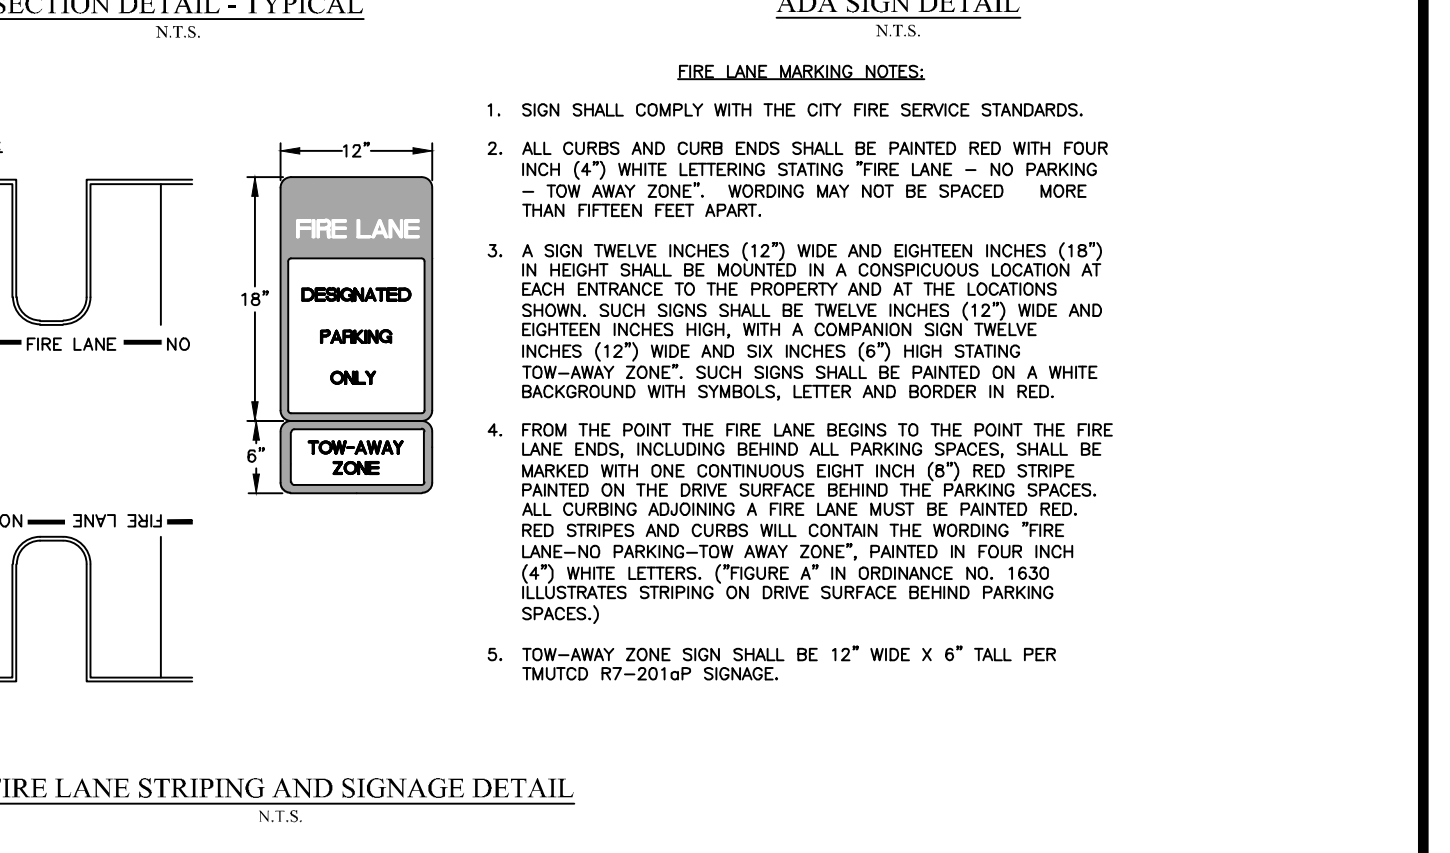 SECTION DETAIL - TYPICAL
N.T.S.
ADA SIGN DETAIL
N.T.S.
FIRE LANE MARKING NOTES:
1. SIGN SHALL COMPLY WITH THE CITY FIRE SERVICE STANDARDS.
2. ALL CURBS AND CURB ENDS SHALL BE PAINTED RED WITH FOUR
INCH (4") WHITE LETTERING STATING "FIRE LANE – NO PARKING
– TOW AWAY ZONE". WORDING MAY NOT BE SPACED MORE
THAN FIFTEEN FEET APART.
3. A SIGN TWELVE INCHES (12") WIDE AND EIGHTEEN INCHES (18")
IN HEIGHT SHALL BE MOUNTED IN A CONSPICUOUS LOCATION AT
EACH ENTRANCE TO THE PROPERTY AND AT THE LOCATIONS
SHOWN. SUCH SIGNS SHALL BE TWELVE INCHES (12") WIDE AND
EIGHTEEN INCHES HIGH, WITH A COMPANION SIGN TWELVE
INCHES (12") WIDE AND SIX INCHES (6") HIGH STATING
TOW–AWAY ZONE". SUCH SIGNS SHALL BE PAINTED ON A WHITE
BACKGROUND WITH SYMBOLS, LETTER AND BORDER IN RED.
4. FROM THE POINT THE FIRE LANE BEGINS TO THE POINT THE FIRE
LANE ENDS, INCLUDING BEHIND ALL PARKING SPACES, SHALL BE
MARKED WITH ONE CONTINUOUS EIGHT INCH (8") RED STRIPE
PAINTED ON THE DRIVE SURFACE BEHIND THE PARKING SPACES.
ALL CURBING ADJOINING A FIRE LANE MUST BE PAINTED RED.
RED STRIPES AND CURBS WILL CONTAIN THE WORDING "FIRE
LANE–NO PARKING–TOW AWAY ZONE", PAINTED IN FOUR INCH
(4") WHITE LETTERS. ("FIGURE A" IN ORDINANCE NO. 1630
ILLUSTRATES STRIPING ON DRIVE SURFACE BEHIND PARKING
SPACES.)
5. TOW–AWAY ZONE SIGN SHALL BE 12" WIDE X 6" TALL PER
TMUTCD R7–201aP SIGNAGE.
12"
18"
6"
FIRE LANE
DESIGNATED
PARKING
ONLY
TOW-AWAY
ZONE
FIRE LANE NO
FIRE LANE NO
FIRE LANE STRIPING AND SIGNAGE DETAIL
N.T.S.